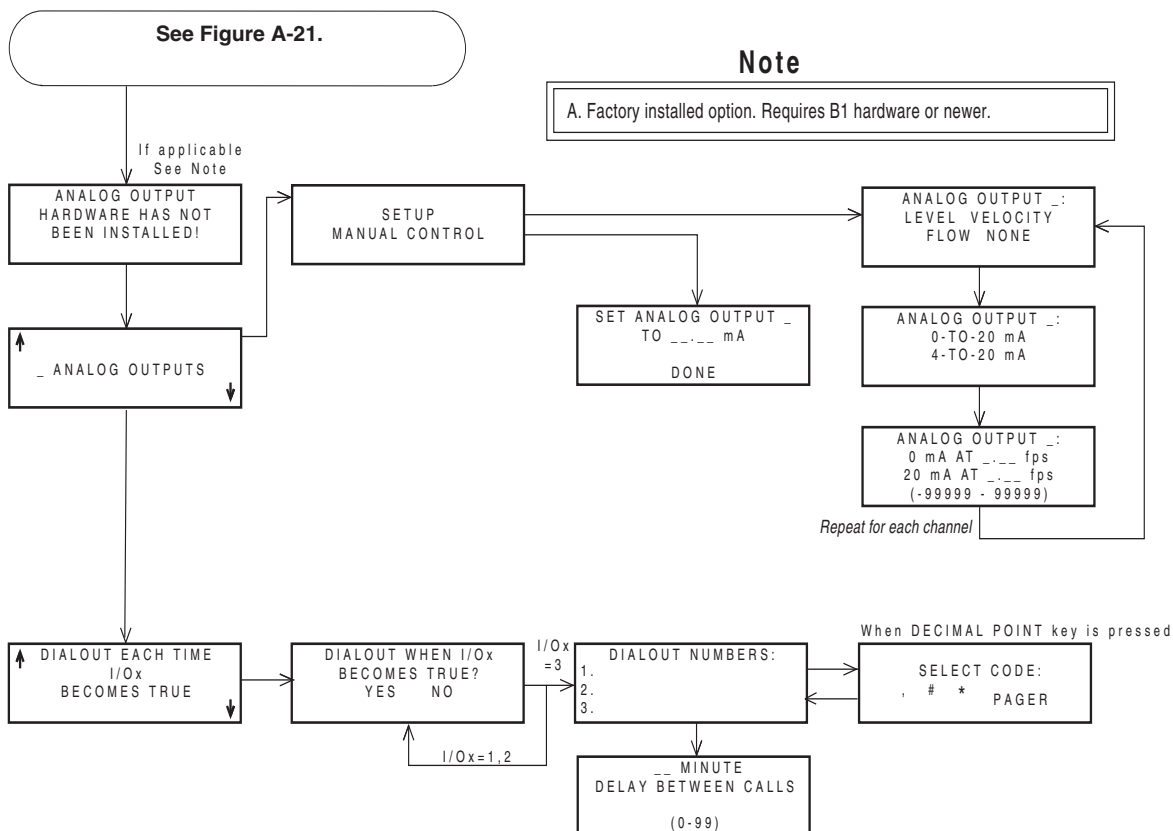 See Figure A-21.
Note
A. Factory installed option. Requires B1 hardware or newer.
If applicable
See Note
ANALOG OUTPUT
HARDWARE HAS NOT
BEEN INSTALLED!
SETUP
MANUAL CONTROL
ANALOG OUTPUT _:
LEVEL VELOCITY
FLOW NONE
_ ANALOG OUTPUTS
SET ANALOG OUTPUT _
TO __.__ mA
DONE
ANALOG OUTPUT _:
0-TO-20 mA
4-TO-20 mA
ANALOG OUTPUT _:
0 mA AT _.__ fps
20 mA AT _.__ fps
(-99999 - 99999)
Repeat for each channel
DIALOUT EACH TIME
I/Ox
BECOMES TRUE
DIALOUT WHEN I/Ox
BECOMES TRUE?
YES NO
I/Ox
=3
I/Ox=1,2
DIALOUT NUMBERS:
1.
2.
3.
When DECIMAL POINT key is pressed
SELECT CODE:
, # * PAGER
__ MINUTE
DELAY BETWEEN CALLS
(0-99)